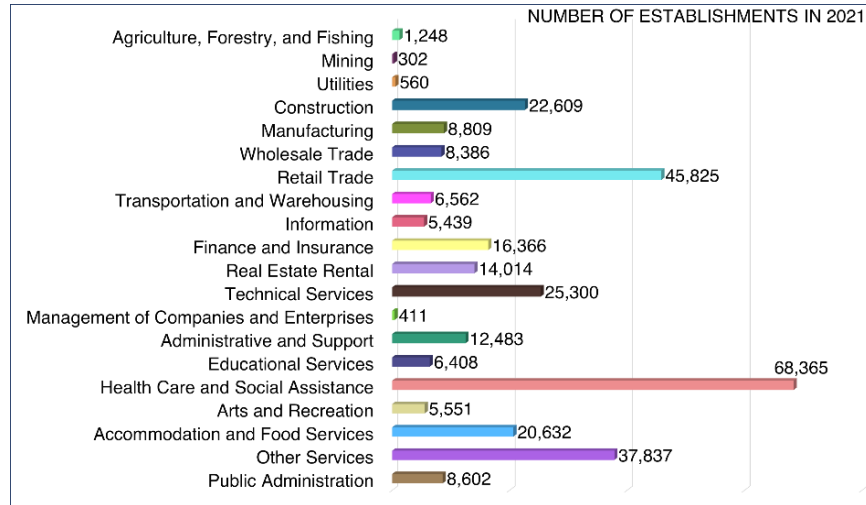 NUMBER OF ESTABLISHMENTS IN 2021
Agriculture, Forestry, and Fishing 1,248
Mining 302
Utilities 560
Construction 22,609
Manufacturing 8,809
Wholesale Trade 8,386
Retail Trade 45,825
Transportation and Warehousing 6,562
Information 5,439
Finance and Insurance 16,366
Real Estate Rental 14,014
Technical Services 25,300
Management of Companies and Enterprises 411
Administrative and Support 12,483
Educational Services 6,408
Health Care and Social Assistance 68,365
Arts and Recreation 5,551
Accommodation and Food Services 20,632
Other Services 37,837
Public Administration 8,602